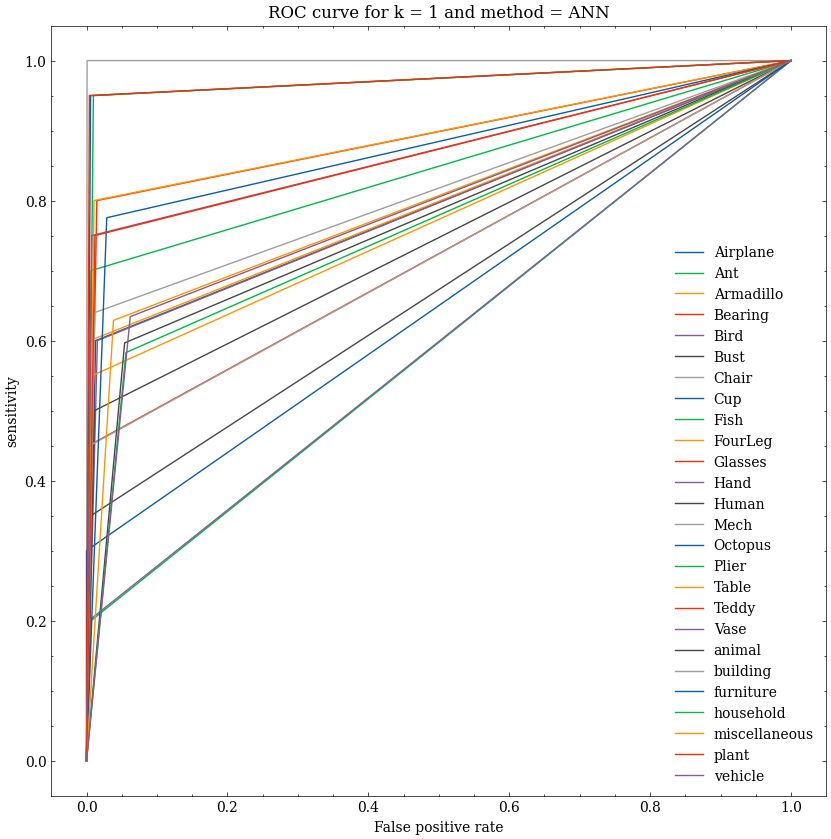 ROC curve for k = 1 and method = ANN
1.0
0.8
0.6
0.4
0.2
0.0
sensitivity
Airplane
Ant
Armadillo
Bearing
Bird
Bust
Chair
Cup
Fish
FourLeg
Glasses
Hand
Human
Mech
Octopus
Plier
Table
Teddy
Vase
animal
building
furniture
household
miscellaneous
plant
vehicle
0.0 0.2 0.4 0.6 0.8 1.0
False positive rate